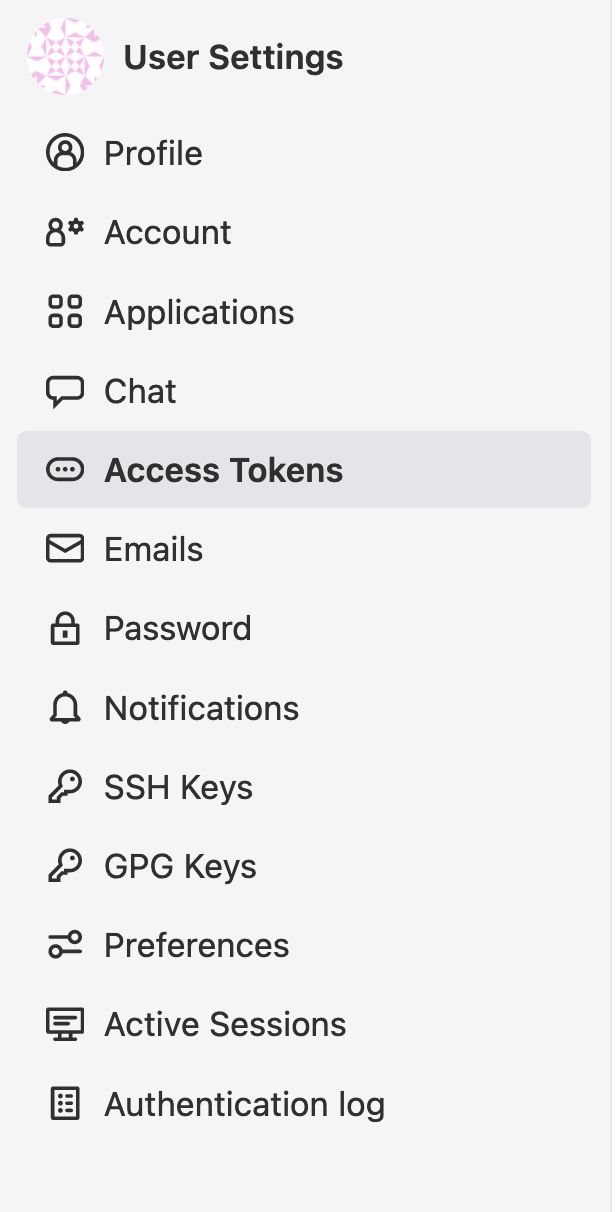 User Settings
Profile
Account
Applications
Chat
Access Tokens
Emails
Password
Notifications
SSH Keys
GPG Keys
Preferences
Active Sessions
Authentication log